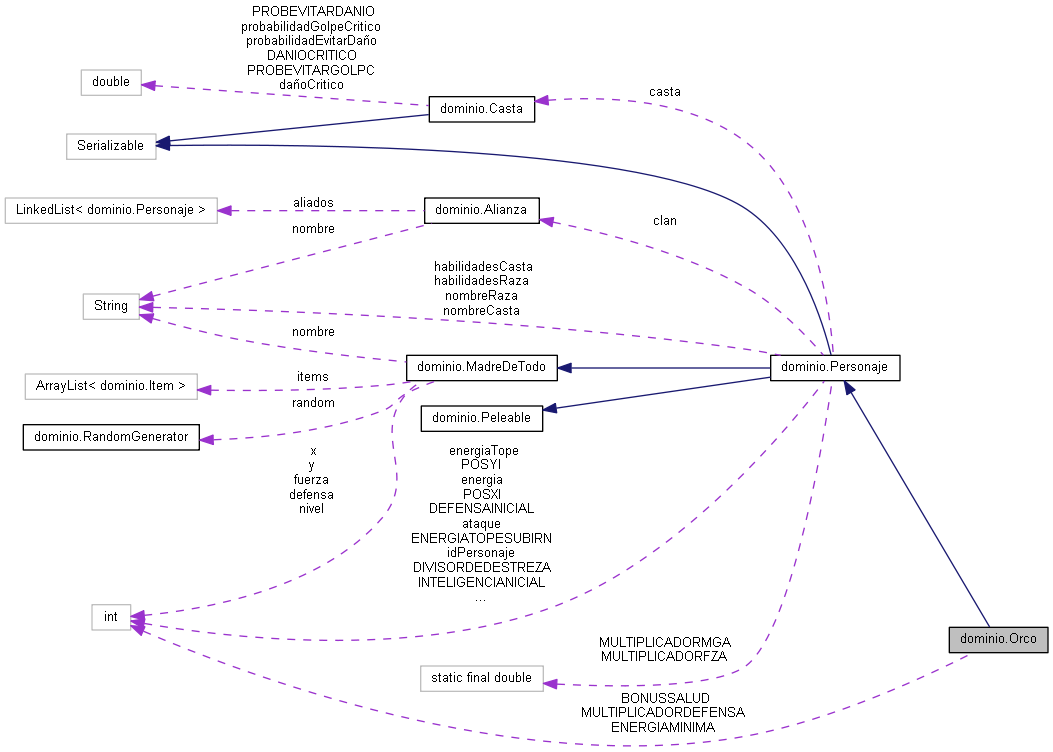 PROBEVITARDANIO
probabilidadGolpeCritico
probabilidadEvitarDaño
DANIOCRITICO
PROBEVITARGOLPC
dañoCritico
double
dominio.Casta
casta
Serializable
LinkedList< dominio.Personaje >
aliados
dominio.Alianza
nombre
clan
habilidadesCasta
habilidadesRaza
nombreRaza
nombreCasta
String
nombre
dominio.MadreDeTodo
dominio.Personaje
ArrayList< dominio.Item >
items
random
dominio.Peleable
dominio.RandomGenerator
x
y
fuerza
defensa
nivel
energiaTope
POSYI
energia
POSXI
DEFENSAINICIAL
ataque
ENERGIATOPESUBIRN
idPersonaje
DIVISORDEDESTREZA
INTELIGENCIANICIAL
...
int
dominio.Orco
MULTIPLICADORMGA
MULTIPLICADORFZA
static final double
BONUSSALUD
MULTIPLICADORDEFENSA
ENERGIAMINIMA